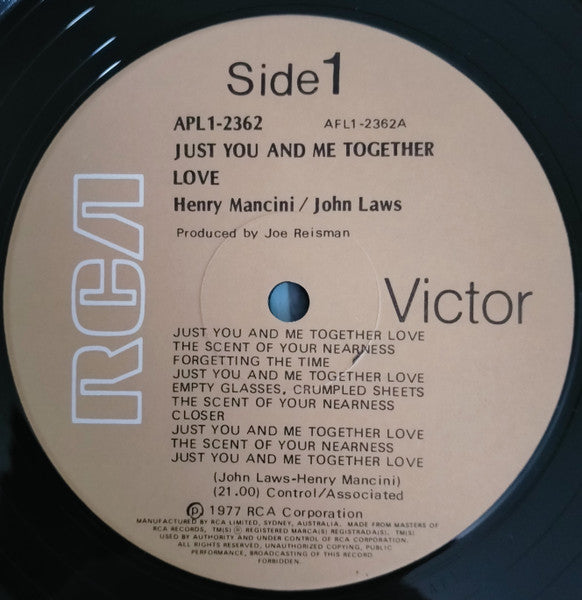 Side 1
APL1-2362 AFL1-2362A
JUST YOU AND ME TOGETHER
LOVE
Henry Mancini / John Laws
Produced by Joe Reisman
RCA
Victor
JUST YOU AND ME TOGETHER LOVE
THE SCENT OF YOUR NEARNESS
FORGETTING THE TIME
JUST YOU AND ME TOGETHER LOVE
EMPTY GLASSES, CRUMPLED SHEETS
THE SCENT OF YOUR NEARNESS
CLOSER
JUST YOU AND ME TOGETHER LOVE
THE SCENT OF YOUR NEARNESS
JUST YOU AND ME TOGETHER LOVE
(John Laws-Henry Mancini)
(21.00) Control/Associated
℗ 1977 RCA Corporation
MANUFACTURED BY RCA LIMITED, SYDNEY, AUSTRALIA. MADE FROM MASTERS OF
RCA RECORDS, TM(S) ® REGISTERED MARCA(S) REGISTRADA(S). TM(S)
USED BY AUTHORITY AND UNDER CONTROL OF RCA CORPORATION.
ALL RIGHTS RESERVED, UNAUTHORIZED COPYING, PUBLIC
PERFORMANCE, BROADCASTING OF THIS RECORD
FORBIDDEN.